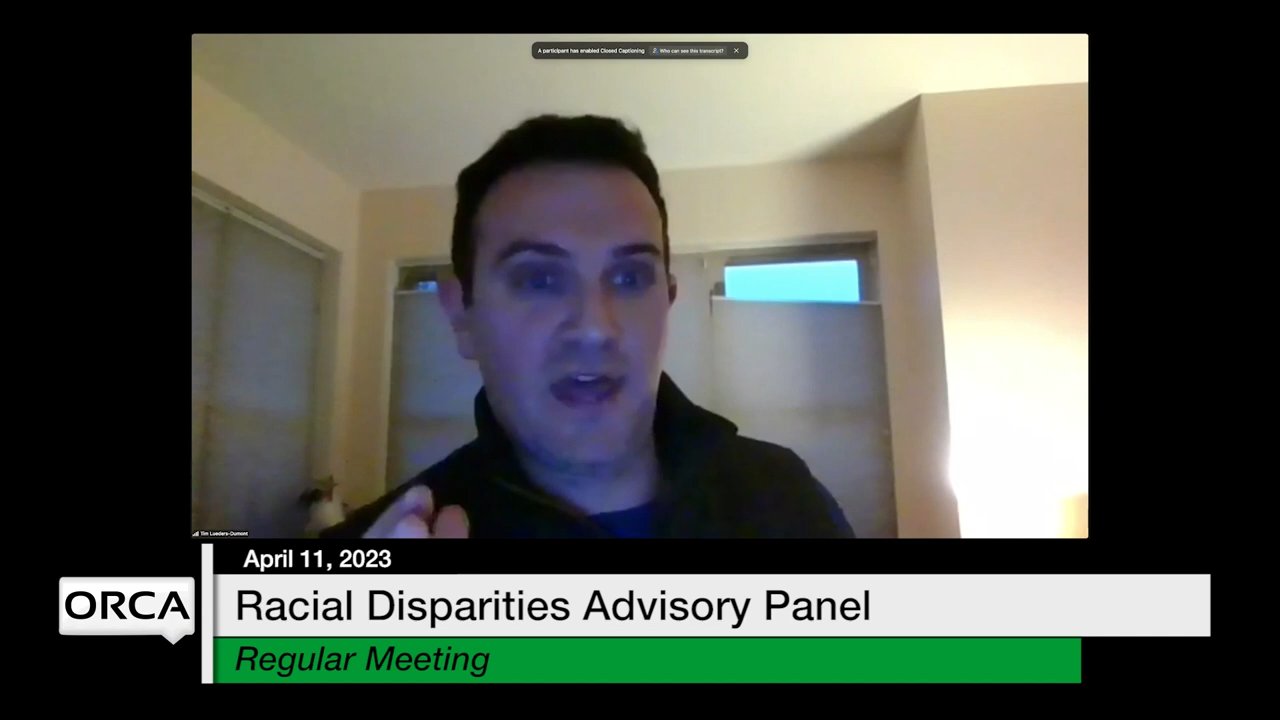 A participant has enabled Closed Captioning Who can see this transcript?
Tim Lueders-Dumont
April 11, 2023
ORCA
Racial Disparities Advisory Panel
Regular Meeting